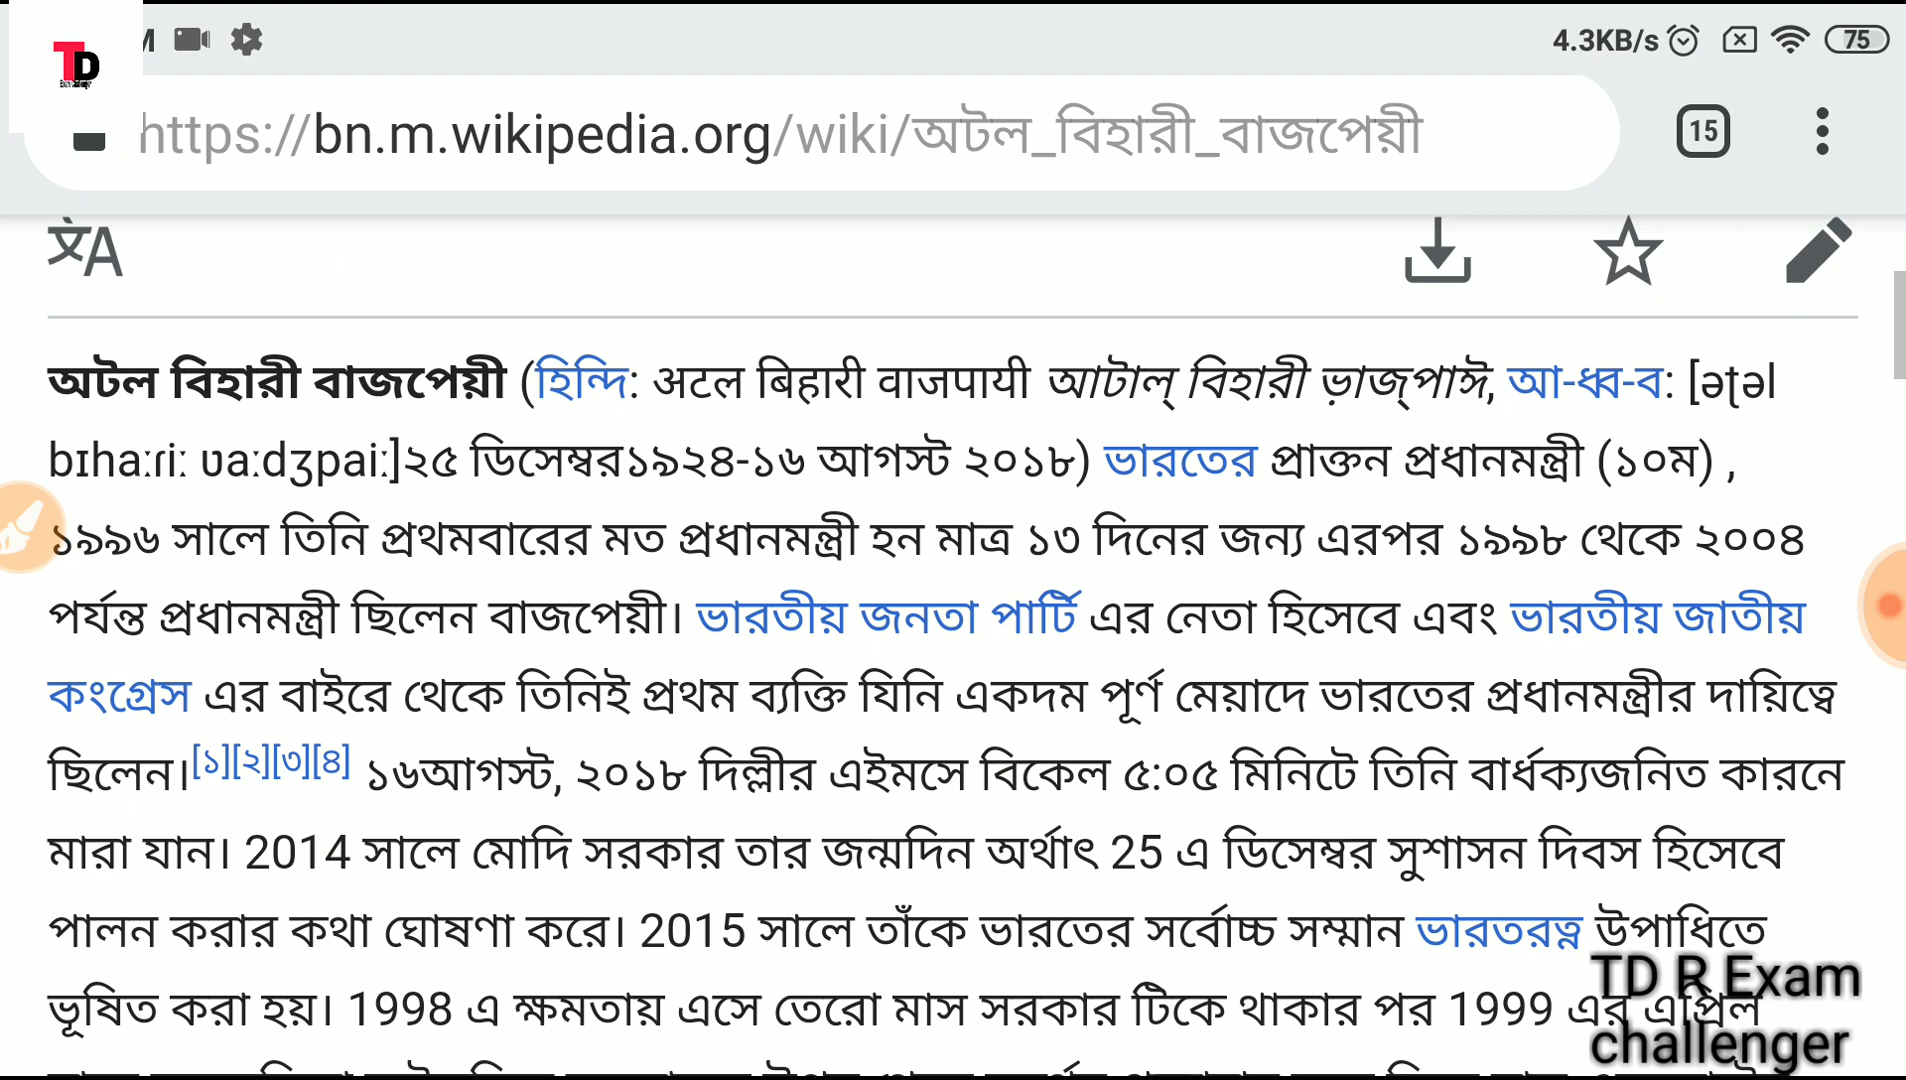 TD
4.3KB/s 75
https://bn.m.wikipedia.org/wiki/অটল_বিহারী_বাজপেয়ী 15
অটল বিহারী বাজপেয়ী (হিন্দি: अटल बिहारी वाजपायी আটাল্ বিহারী ভ়াজ্পাঈ, আ-ধ্ব-ব: [əʈəl
bɪhaːɾiː ʋaːdʒpaiː]২৫ ডিসেম্বর১৯২৪-১৬ আগস্ট ২০১৮) ভারতের প্রাক্তন প্রধানমন্ত্রী (১০ম) ,
১৯৯৬ সালে তিনি প্রথমবারের মত প্রধানমন্ত্রী হন মাত্র ১৩ দিনের জন্য এরপর ১৯৯৮ থেকে ২০০৪
পর্যন্ত প্রধানমন্ত্রী ছিলেন বাজপেয়ী। ভারতীয় জনতা পার্টি এর নেতা হিসেবে এবং ভারতীয় জাতীয়
কংগ্রেস এর বাইরে থেকে তিনিই প্রথম ব্যক্তি যিনি একদম পূর্ণ মেয়াদে ভারতের প্রধানমন্ত্রীর দায়িত্বে
ছিলেন।[১][২][৩][৪] ১৬আগস্ট, ২০১৮ দিল্লীর এইমসে বিকেল ৫:০৫ মিনিটে তিনি বার্ধক্যজনিত কারনে
মারা যান। 2014 সালে মোদি সরকার তার জন্মদিন অর্থাৎ 25 এ ডিসেম্বর সুশাসন দিবস হিসেবে
পালন করার কথা ঘোষণা করে। 2015 সালে তাঁকে ভারতের সর্বোচ্চ সম্মান ভারতরত্ন উপাধিতে
ভূষিত করা হয়। 1998 এ ক্ষমতায় এসে তেরো মাস সরকার টিকে থাকার পর 1999 এর এপ্রিল
TD R Exam
challenger